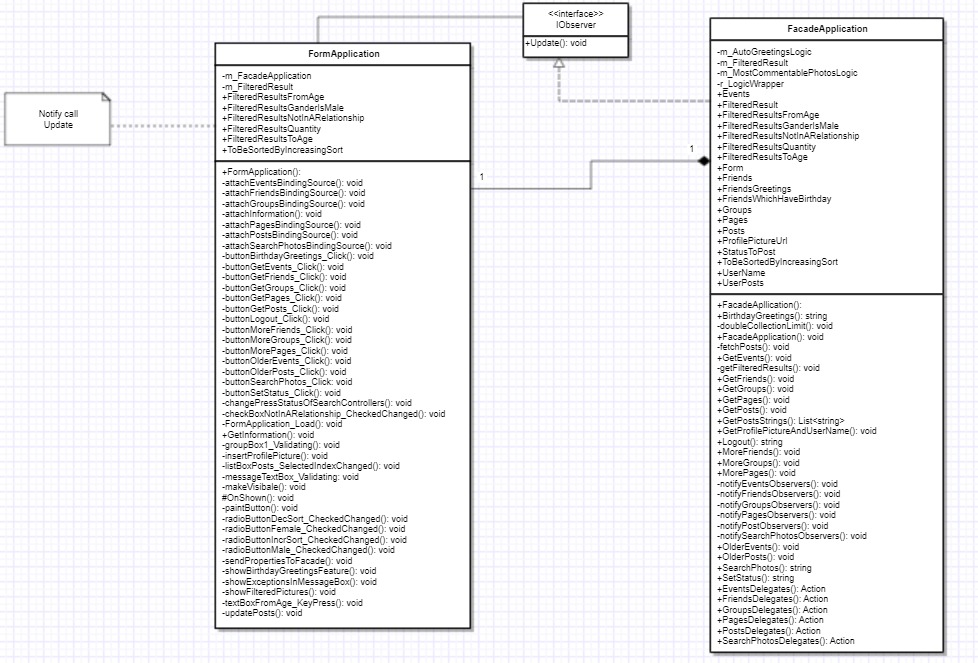 <<interface>>
IObserver
+Update(): void
FacadeApplication
-m_AutoGreetingsLogic
-m_FilteredResult
-m_MostCommentablePhotosLogic
-r_LogicWrapper
+Events
+FilteredResult
+FilteredResultsFromAge
+FilteredResultsGanderIsMale
+FilteredResultsNotInARelationship
+FilteredResultsQuantity
+FilteredResultsToAge
+Form
+Friends
+FriendsGreetings
+FriendsWhichHaveBirthday
+Groups
+Pages
+Posts
+ProfilePictureUrl
+StatusToPost
+ToBeSortedByIncreasingSort
+UserName
+UserPosts
+FacadeApllication():
+BirthdayGreetings(): string
-doubleCollectionLimit(): void
+FacadeApplication(): void
-fetchPosts(): void
+GetEvents(): void
-getFilteredResults(): void
+GetFriends(): void
+GetGroups(): void
+GetPages(): void
+GetPosts(): void
+GetPostsStrings(): List<string>
+GetProfilePictureAndUserName(): void
+Logout(): string
+MoreFriends(): void
+MoreGroups(): void
+MorePages(): void
-notifyEventsObservers(): void
-notifyFriendsObservers(): void
-notifyGroupsObservers(): void
-notifyPagesObservers(): void
-notifyPostObservers(): void
-notifySearchPhotosObservers(): void
+OlderEvents(): void
+OlderPosts(): void
+SearchPhotos(): string
+SetStatus(): string
+EventsDelegates(): Action
+FriendsDelegates(): Action
+GroupsDelegates(): Action
+PagesDelegates(): Action
+PostsDelegates(): Action
+SearchPhotosDelegates(): Action
FormApplication
-m_FacadeApplication
-m_FilteredResult
+FilteredResultsFromAge
+FilteredResultsGanderIsMale
+FilteredResultsNotInARelationship
+FilteredResultsQuantity
+FilteredResultsToAge
+ToBeSortedByIncreasingSort
+FormApplication():
-attachEventsBindingSource(): void
-attachFriendsBindingSource(): void
-attachGroupsBindingSource(): void
-attachInformation(): void
-attachPagesBindingSource(): void
-attachPostsBindingSource(): void
-attachSearchPhotosBindingSource(): void
-buttonBirthdayGreetings_Click(): void
-buttonGetEvents_Click(): void
-buttonGetFriends_Click(): void
-buttonGetGroups_Click(): void
-buttonGetPages_Click(): void
-buttonGetPosts_Click(): void
-buttonLogout_Click(): void
-buttonMoreFriends_Click(): void
-buttonMoreGroups_Click(): void
-buttonMorePages_Click(): void
-buttonOlderEvents_Click(): void
-buttonOlderPosts_Click(): void
-buttonSearchPhotos_Click: void
-buttonSetStatus_Click(): void
-changePressStatusOfSearchControllers(): void
-checkBoxNotInARelationship_CheckedChanged(): void
-FormApplication_Load(): void
+GetInformation(): void
-groupBox1_Validating(): void
-insertProfilePicture(): void
-listBoxPosts_SelectedIndexChanged(): void
-messageTextBox_Validating: void
-makeVisibale(): void
#OnShown(): void
-paintButton(): void
-radioButtonDecSort_CheckedChanged(): void
-radioButtonFemale_CheckedChanged(): void
-radioButtonIncrSort_CheckedChanged(): void
-radioButtonMale_CheckedChanged(): void
-sendPropertiesToFacade(): void
-showBirthdayGreetingsFeature(): void
-showExceptionsInMessageBox(): void
-showFilteredPictures(): void
-textBoxFromAge_KeyPress(): void
-updatePosts(): void
Notify call
Update
1
1